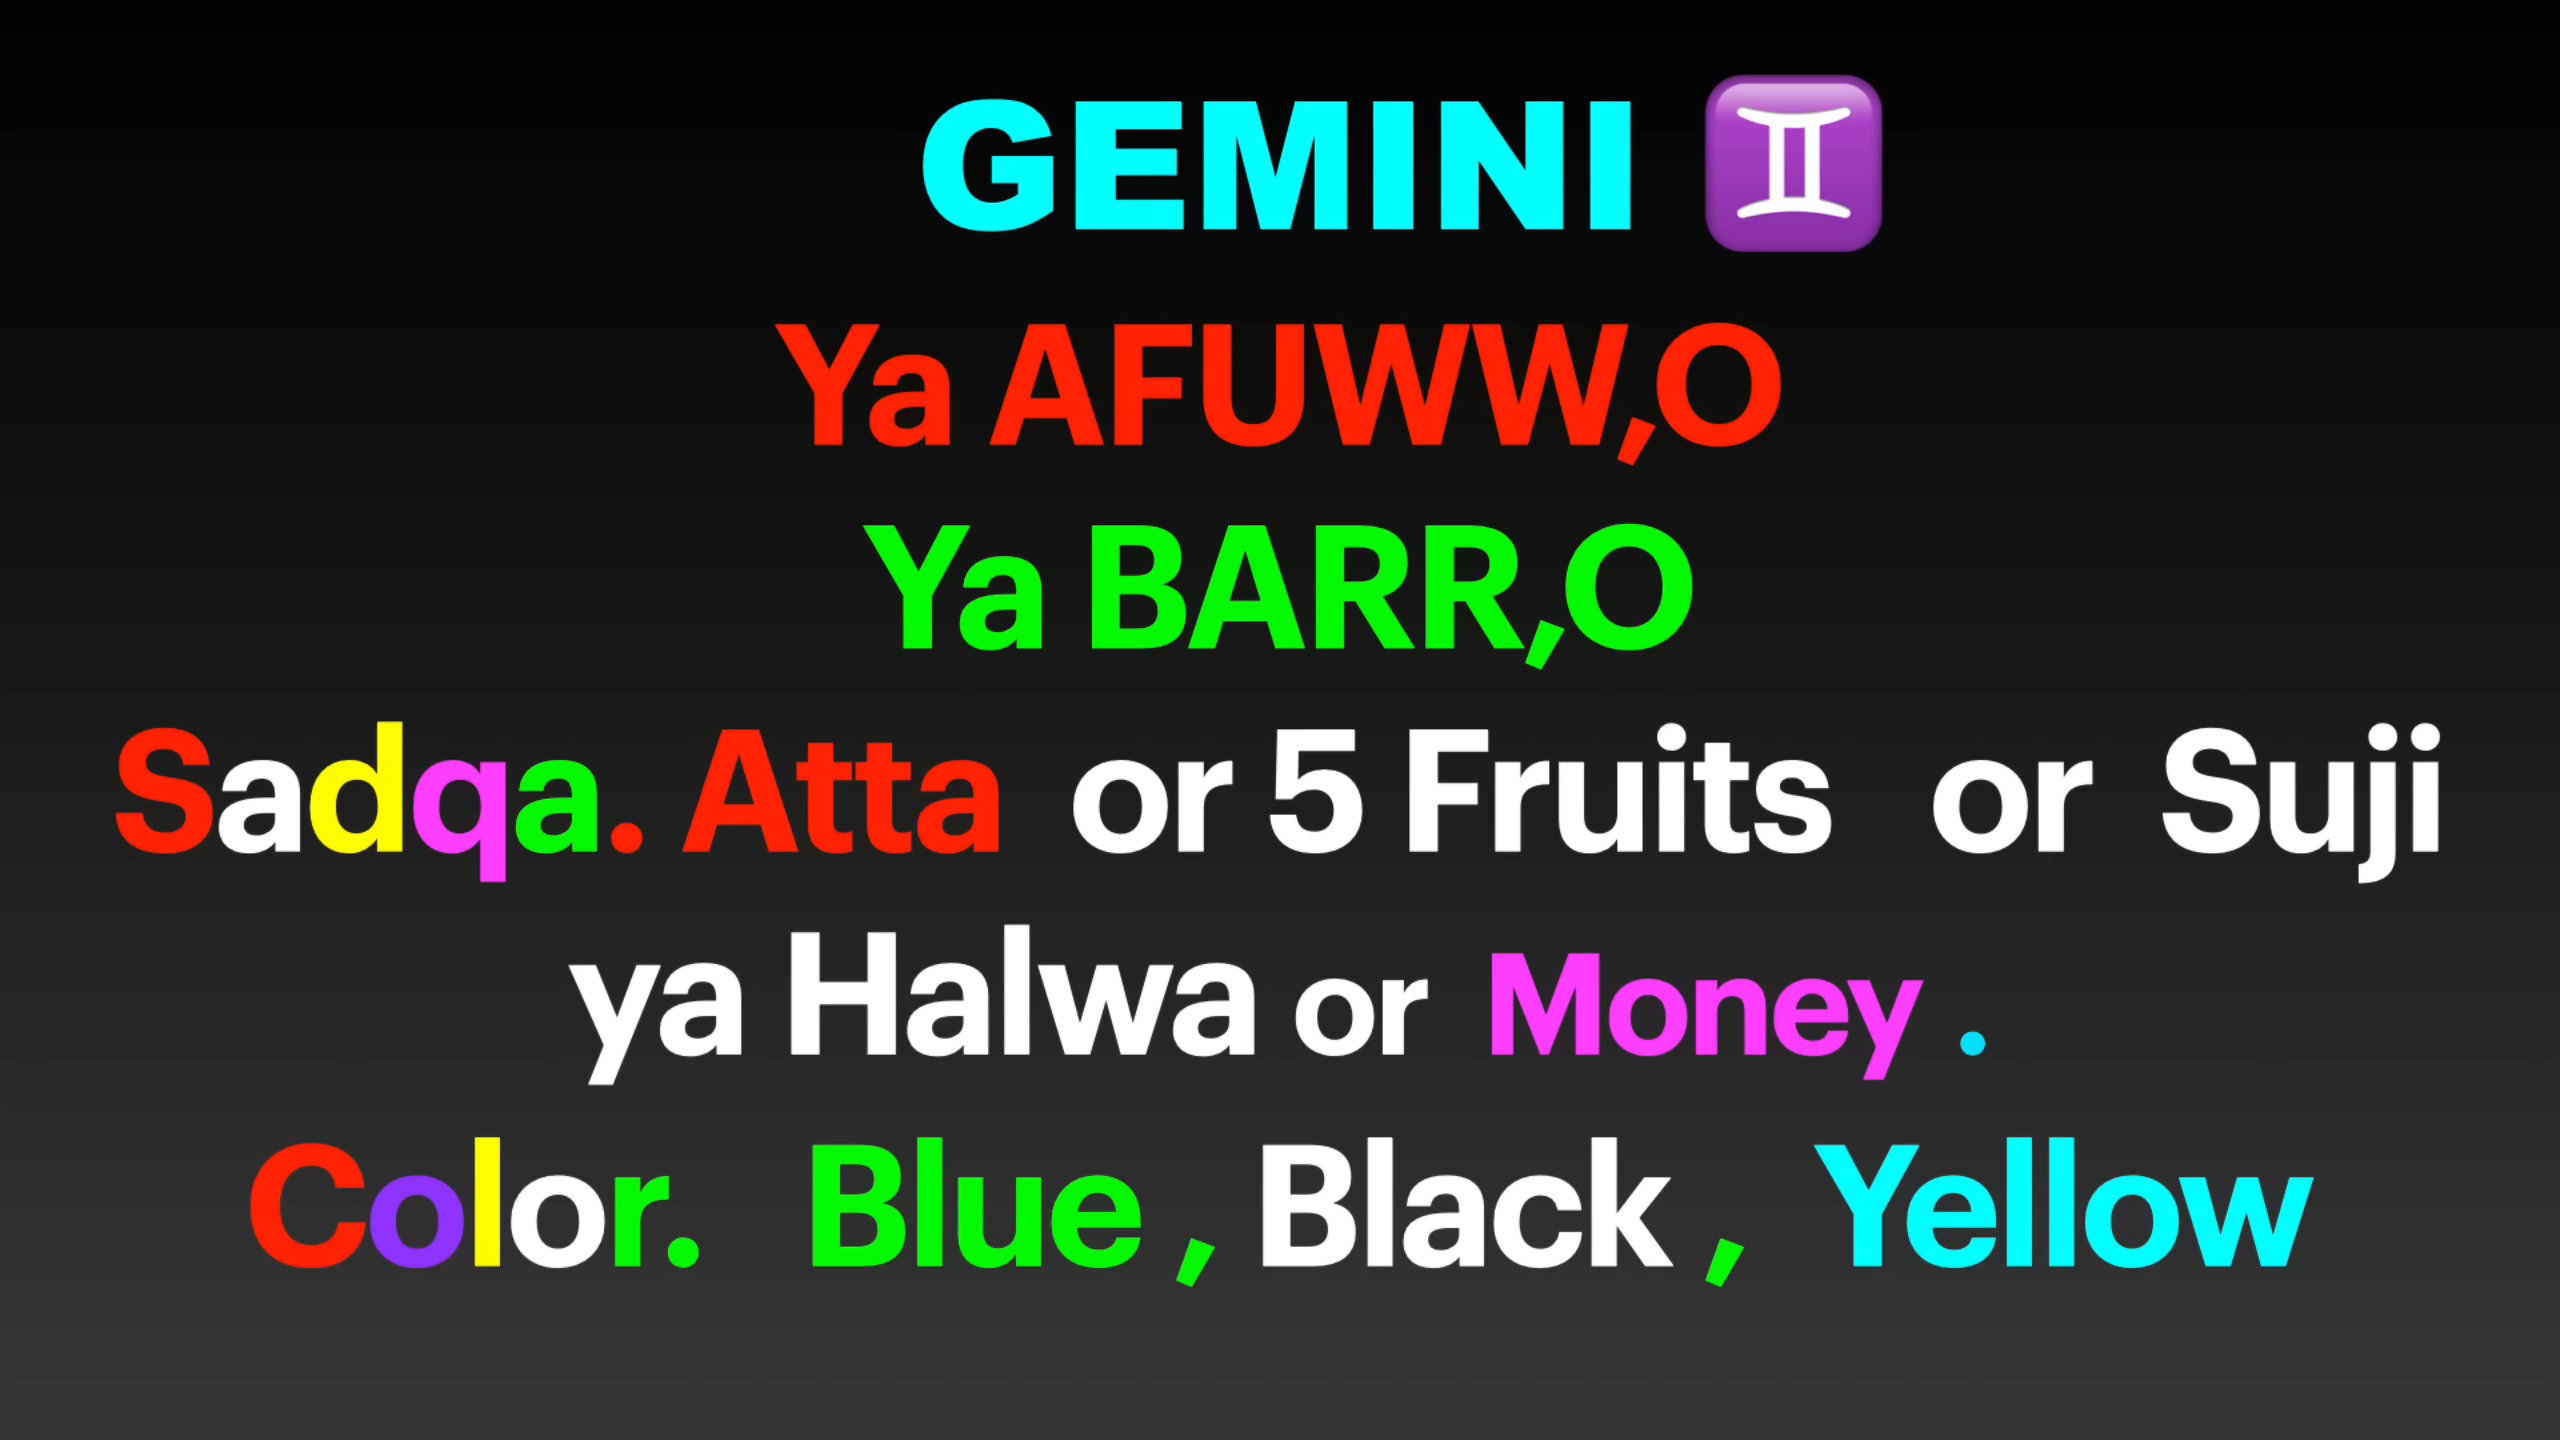 GEMINI ♊
Ya AFUWW,O
Ya BARR,O
Sadqa. Atta or 5 Fruits or Suji
ya Halwa or Money .
Color. Blue , Black , Yellow